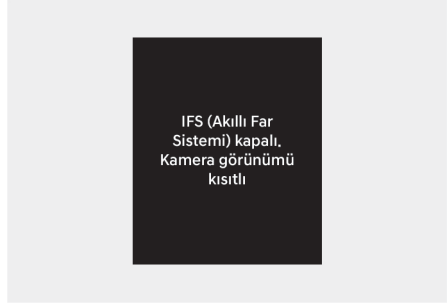 IFS (Akıllı Far
Sistemi) kapalı.
Kamera görünümü
kısıtlı